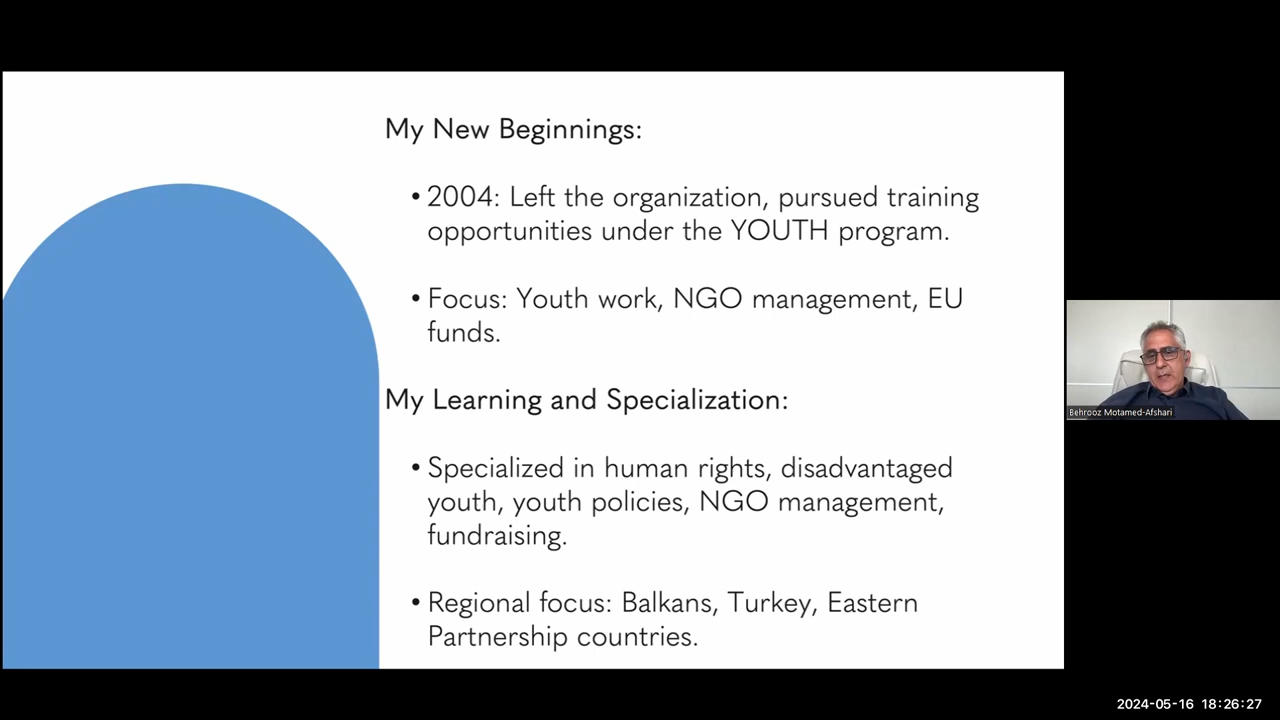 My New Beginnings:
• 2004: Left the organization, pursued training
opportunities under the YOUTH program.
• Focus: Youth work, NGO management, EU
funds.
My Learning and Specialization:
• Specialized in human rights, disadvantaged
youth, youth policies, NGO management,
fundraising.
• Regional focus: Balkans, Turkey, Eastern
Partnership countries.
Behrooz Motamed-Afshari
2024-05-16 18:26:27